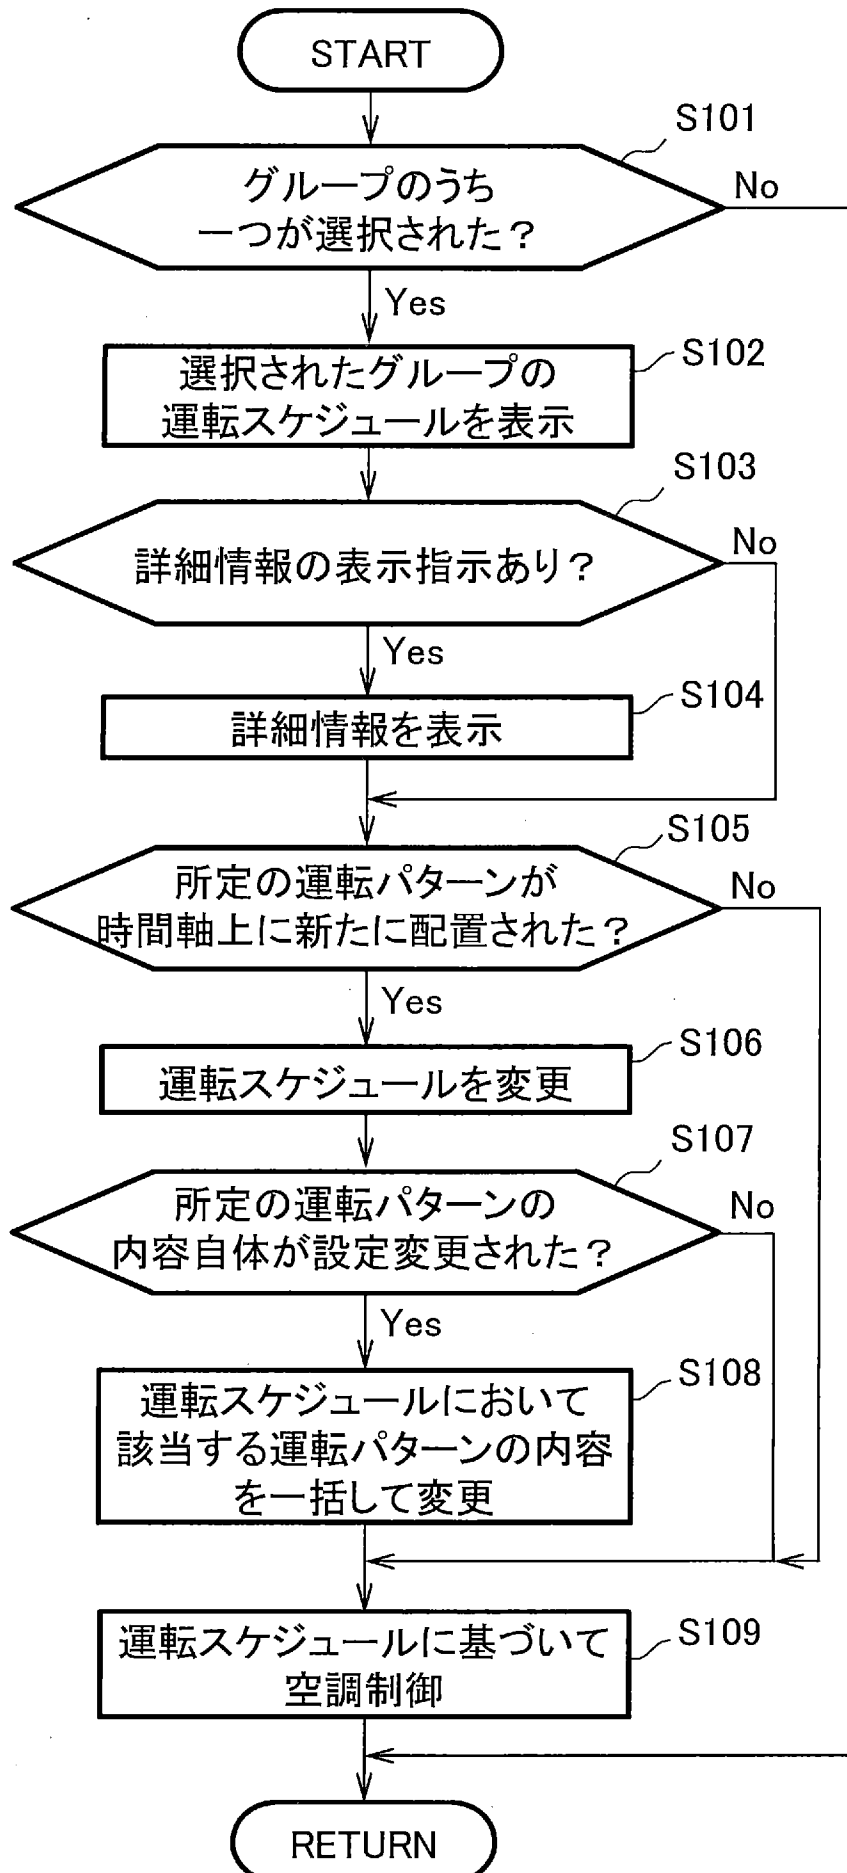 START
S101
グループのうち
一つが選択された?
No
Yes
S102
選択されたグループの
運転スケジュールを表示
S103
詳細情報の表示指示あり?
No
Yes
S104
詳細情報を表示
S105
所定の運転パターンが
時間軸上に新たに配置された?
No
Yes
S106
運転スケジュールを変更
S107
所定の運転パターンの
内容自体が設定変更された?
No
Yes
S108
運転スケジュールにおいて
該当する運転パターンの内容
を一括して変更
S109
運転スケジュールに基づいて
空調制御
RETURN